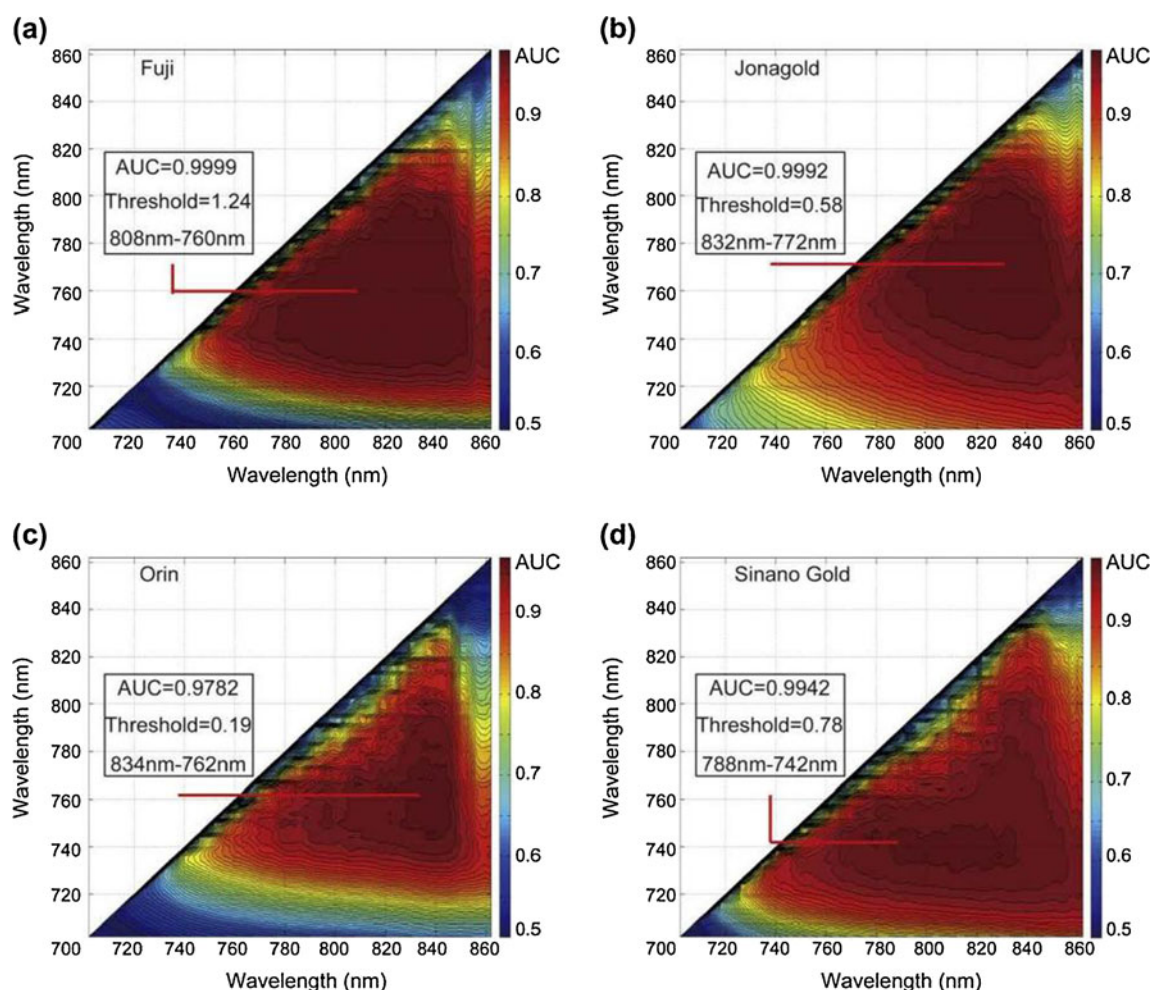 (a)
Fuji
AUC
860
840
820
800
780
760
740
720
700
Wavelength (nm)
AUC=0.9999
Threshold=1.24
808nm-760nm
0.9
0.8
0.7
0.6
0.5
720 740 760 780 800 820 840 860
Wavelength (nm)
(b)
Jonagold
AUC
860
840
820
800
780
760
740
720
700
Wavelength (nm)
AUC=0.9992
Threshold=0.58
832nm-772nm
0.9
0.8
0.7
0.6
0.5
720 740 760 780 800 820 840 860
Wavelength (nm)
(c)
Orin
AUC
860
840
820
800
780
760
740
720
700
Wavelength (nm)
AUC=0.9782
Threshold=0.19
834nm-762nm
0.9
0.8
0.7
0.6
0.5
720 740 760 780 800 820 840 860
Wavelength (nm)
(d)
Sinano Gold
AUC
860
840
820
800
780
760
740
720
700
Wavelength (nm)
AUC=0.9942
Threshold=0.78
788nm-742nm
0.9
0.8
0.7
0.6
0.5
720 740 760 780 800 820 840 860
Wavelength (nm)